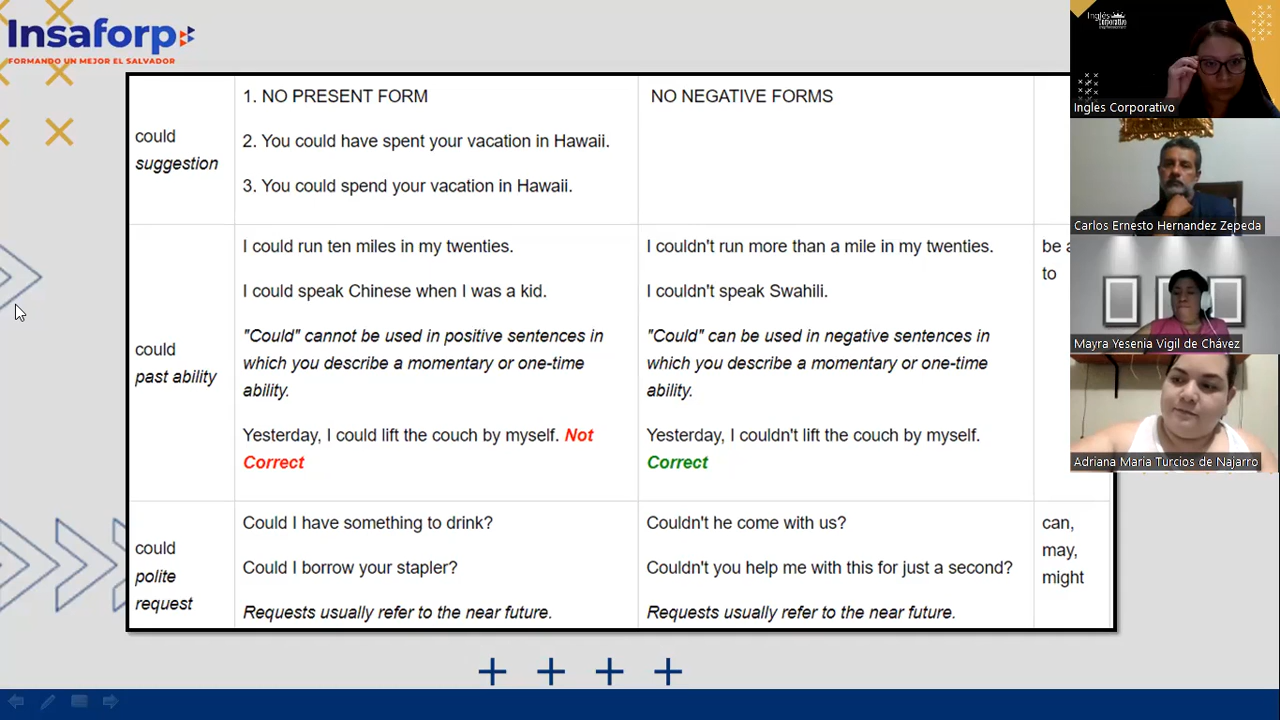 Insaforp
FORMANDO UN MEJOR EL SALVADOR
could
suggestion
1. NO PRESENT FORM
2. You could have spent your vacation in Hawaii.
3. You could spend your vacation in Hawaii.
NO NEGATIVE FORMS
could
past ability
I could run ten miles in my twenties.
I could speak Chinese when I was a kid.
"Could" cannot be used in positive sentences in
which you describe a momentary or one-time
ability.
Yesterday, I could lift the couch by myself. Not
Correct
I couldn't run more than a mile in my twenties.
I couldn't speak Swahili.
"Could" can be used in negative sentences in
which you describe a momentary or one-time
ability.
Yesterday, I couldn't lift the couch by myself.
Correct
be a
to
could
polite
request
Could I have something to drink?
Could I borrow your stapler?
Requests usually refer to the near future.
Couldn't he come with us?
Couldn't you help me with this for just a second?
Requests usually refer to the near future.
can,
may,
might
Inglés
Corporativo
Ingles Corporativo
Carlos Ernesto Hernandez Zepeda
Mayra Yesenia Vigil de Chávez
Adriana Maria Turcios de Najarro